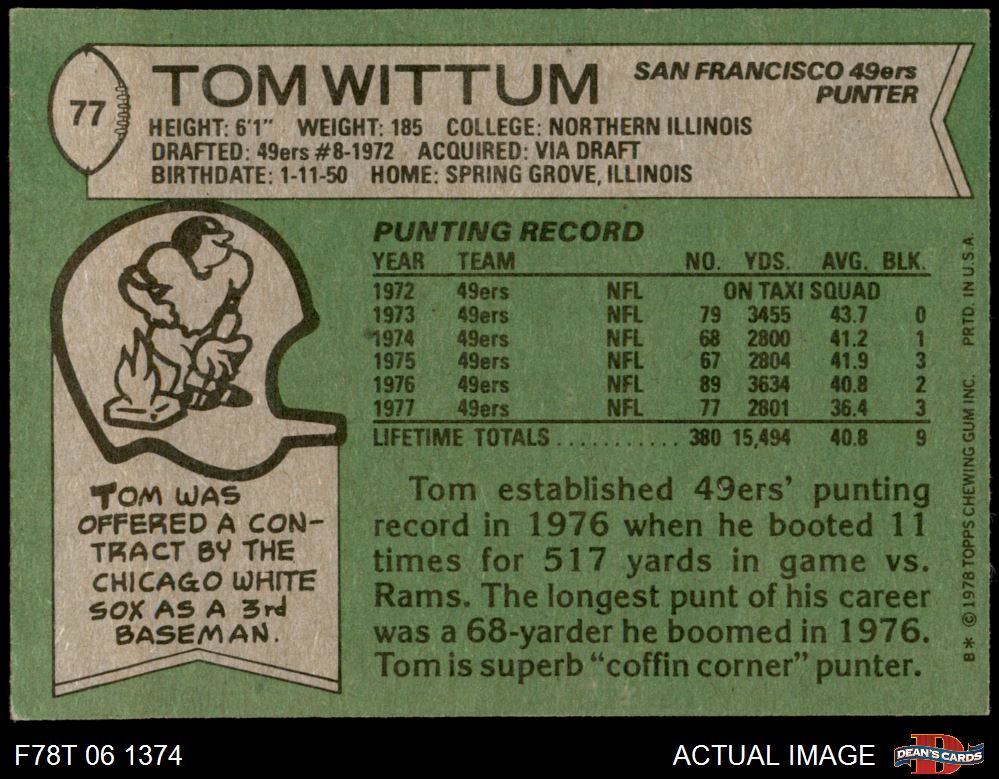 77
TOM WITTUM
SAN FRANCISCO 49ers
PUNTER
HEIGHT: 6'1" WEIGHT: 185 COLLEGE: NORTHERN ILLINOIS
DRAFTED: 49ers #8-1972 ACQUIRED: VIA DRAFT
BIRTHDATE: 1-11-50 HOME: SPRING GROVE, ILLINOIS
PUNTING RECORD
YEAR TEAM NO. YDS. AVG. BLK.
1972 49ers NFL ON TAXI SQUAD
1973 49ers NFL 79 3455 43.7 0
1974 49ers NFL 68 2800 41.2 1
1975 49ers NFL 67 2804 41.9 3
1976 49ers NFL 89 3634 40.8 2
1977 49ers NFL 77 2801 36.4 3
LIFETIME TOTALS ........... 380 15,494 40.8 9
TOM WAS
OFFERED A CON-
TRACT BY THE
CHICAGO WHITE
SOX AS A 3rd
BASEMAN.
Tom established 49ers' punting
record in 1976 when he booted 11
times for 517 yards in game vs.
Rams. The longest punt of his career
was a 68-yarder he boomed in 1976.
Tom is superb "coffin corner" punter.
B* ©1978 TOPPS CHEWING GUM INC. PRTD. IN U.S.A.
F78T 06 1374
ACTUAL IMAGE
D
DEAN'S CARDS